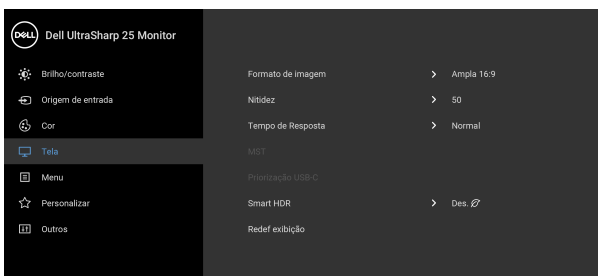 DELL Dell UltraSharp 25 Monitor
Brilho/contraste
Origem de entrada
Cor
Tela
Menu
Personalizar
Outros
Formato de imagem Ampla 16:9
Nitidez 50
Tempo de Resposta Normal
MST
Priorização USB-C
Smart HDR Des.
Redef exibição